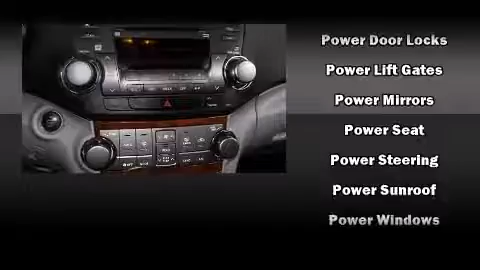 Power Door Locks
Power Lift Gates
Power Mirrors
Power Seat
Power Steering
Power Sunroof
Power Windows